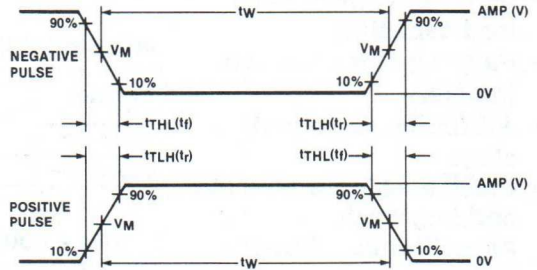 tW
90%
90%
AMP (V)
NEGATIVE
PULSE
VM
VM
10%
10%
0V
tTHL(tf)
tTLH(tr)
tTLH(tr)
tTHL(tf)
AMP (V)
90%
90%
POSITIVE
PULSE
VM
VM
10%
10%
tW
0V